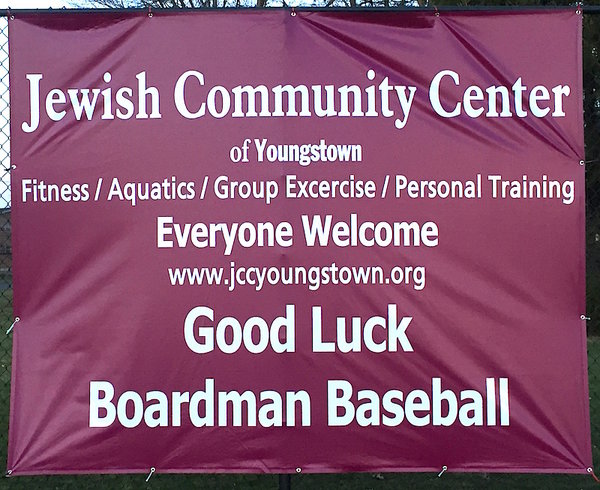 Jewish Community Center
of Youngstown
Fitness / Aquatics / Group Excercise / Personal Training
Everyone Welcome
www.jccyoungstown.org
Good Luck
Boardman Baseball